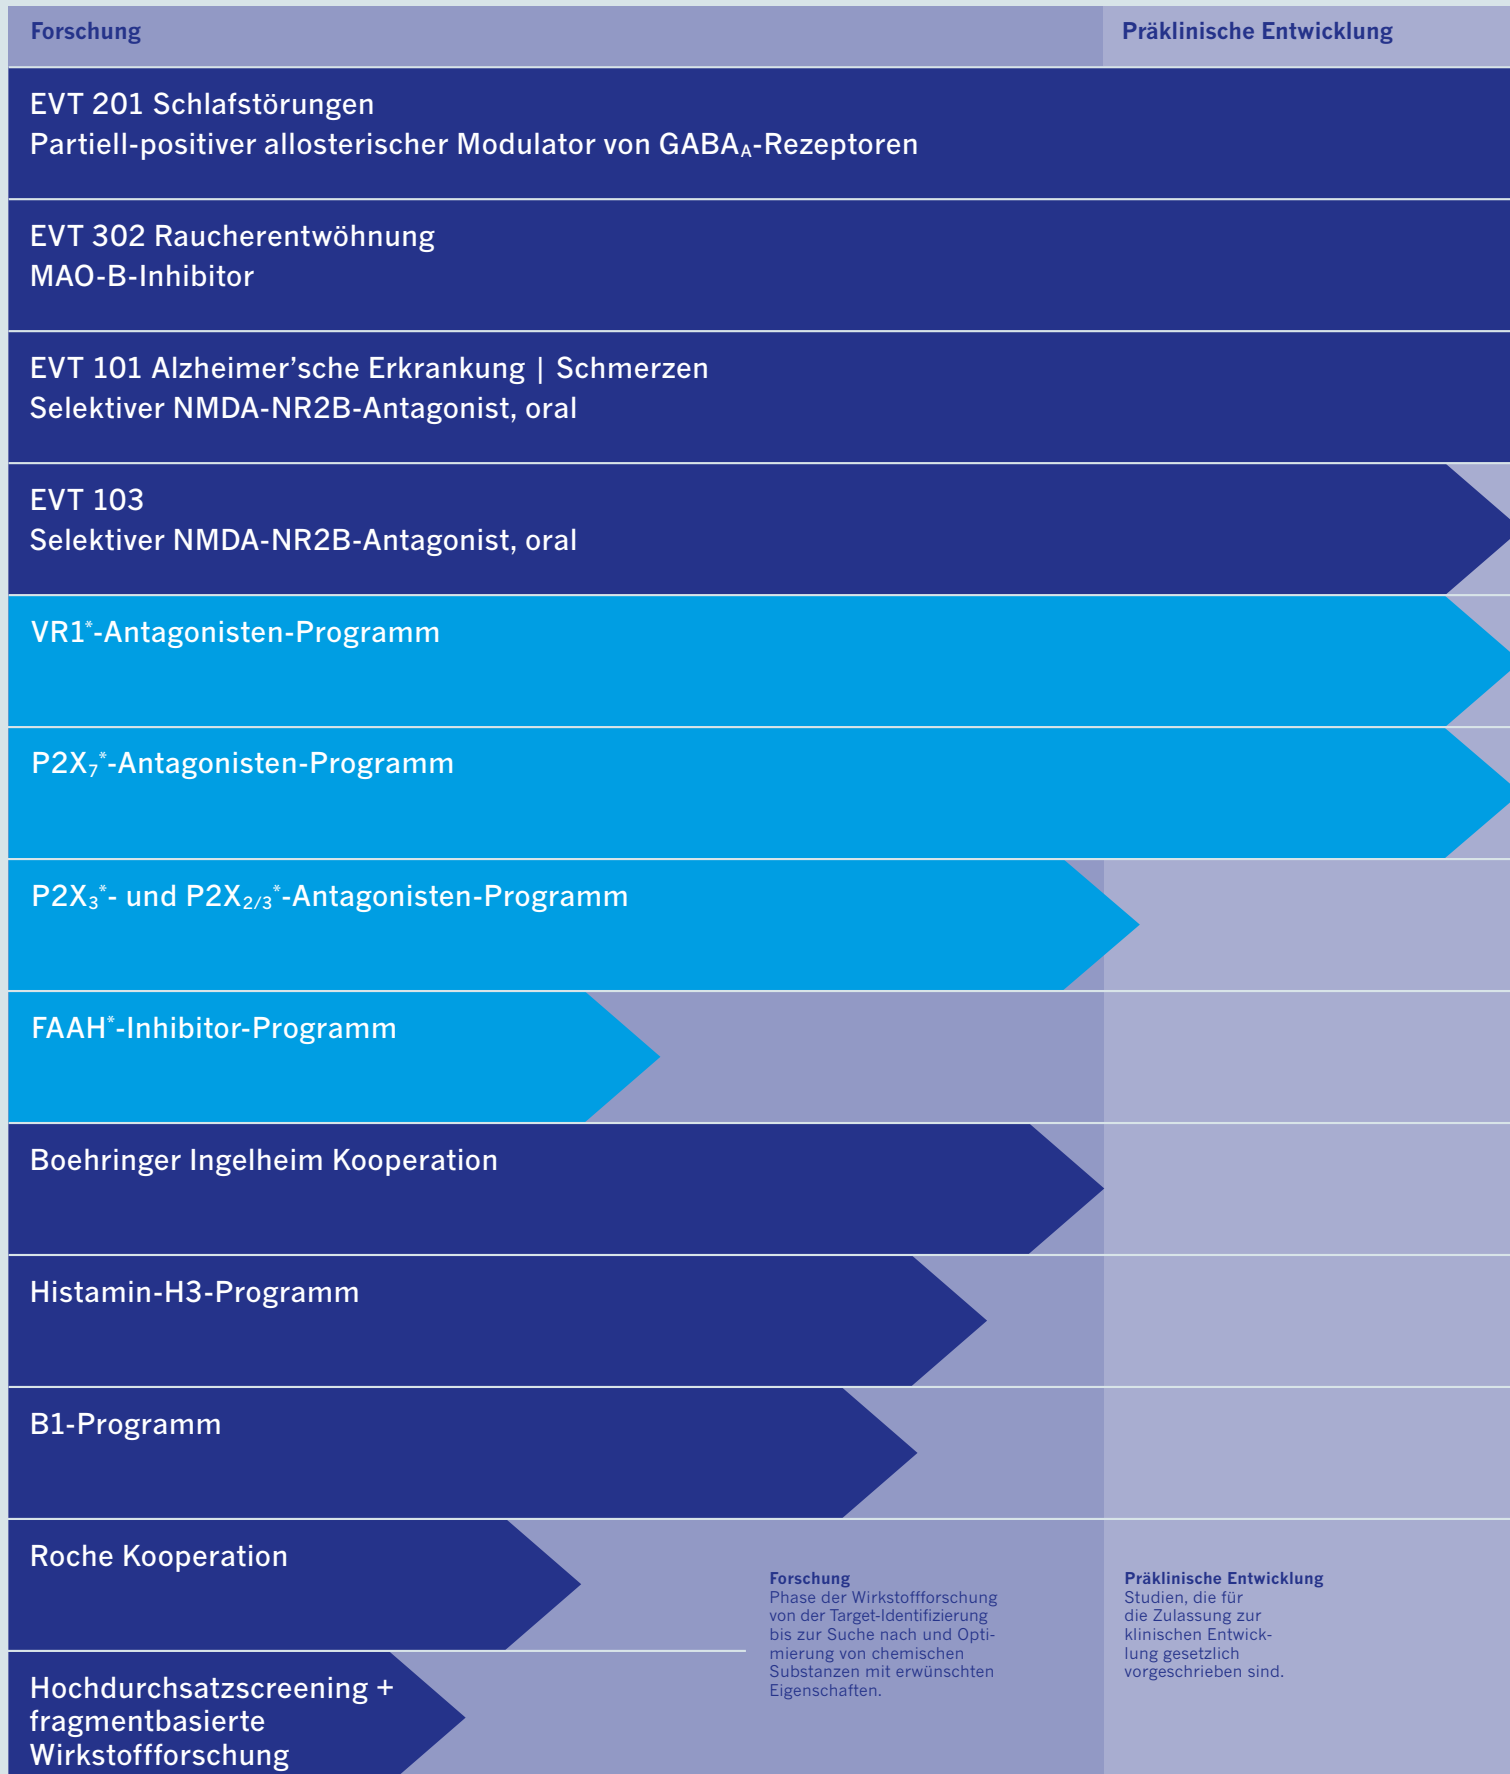 Forschung
Präklinische Entwicklung
EVT 201 Schlafstörungen
Partiell-positiver allosterischer Modulator von GABA_A-Rezeptoren
EVT 302 Raucherentwöhnung
MAO-B-Inhibitor
EVT 101 Alzheimer’sche Erkrankung | Schmerzen
Selektiver NMDA-NR2B-Antagonist, oral
EVT 103
Selektiver NMDA-NR2B-Antagonist, oral
VR1*-Antagonisten-Programm
P2X₇*-Antagonisten-Programm
P2X₃*- und P2X₂/₃*-Antagonisten-Programm
FAAH*-Inhibitor-Programm
Boehringer Ingelheim Kooperation
Histamin-H3-Programm
B1-Programm
Roche Kooperation
Hochdurchsatzscreening +
fragmentbasierte
Wirkstoffforschung
Forschung
Phase der Wirkstoffforschung
von der Target-Identifizierung
bis zur Suche nach und Opti-
mierung von chemischen
Substanzen mit erwünschten
Eigenschaften.
Präklinische Entwicklung
Studien, die für
die Zulassung zur
klinischen Entwick-
lung gesetzlich
vorgeschrieben sind.